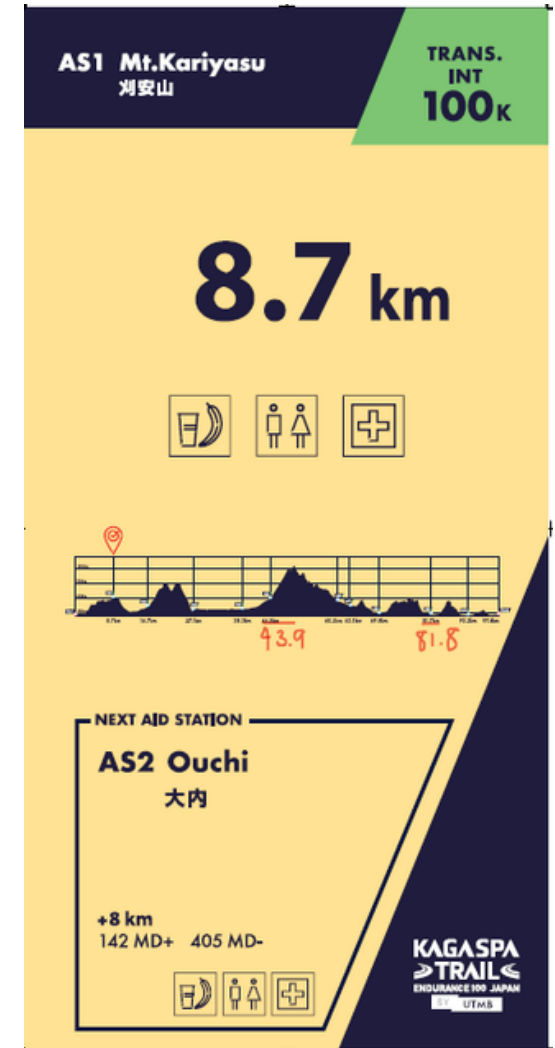 AS1 Mt.Kariyasu
刈安山
TRANS.
INT
100K
8.7 km
43.9
81.8
NEXT AID STATION
AS2 Ouchi
大内
+8 km
142 MD+ 405 MD-
KAGASPA
TRAIL
ENDURANCE 100 JAPAN
BY UTMB